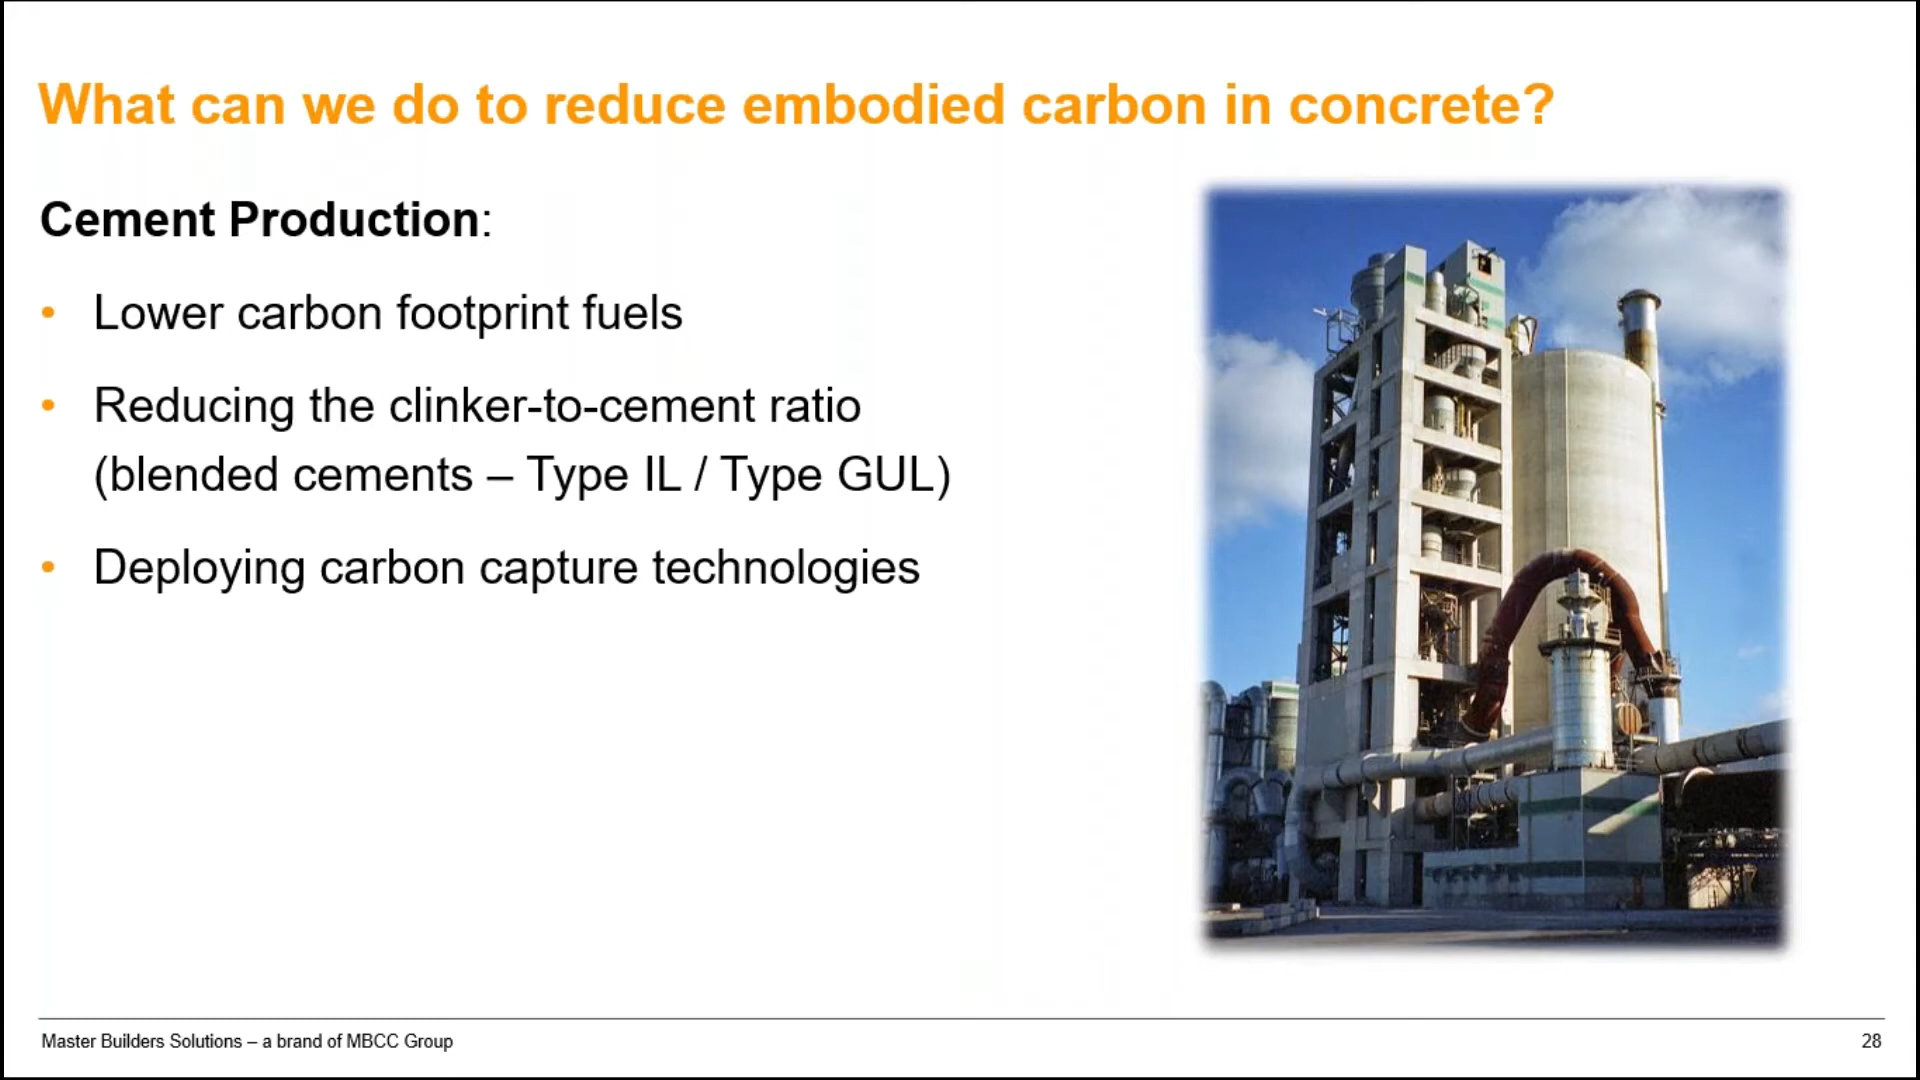 What can we do to reduce embodied carbon in concrete?
Cement Production:
• Lower carbon footprint fuels
• Reducing the clinker-to-cement ratio
(blended cements – Type IL / Type GUL)
• Deploying carbon capture technologies
Master Builders Solutions – a brand of MBCC Group
28